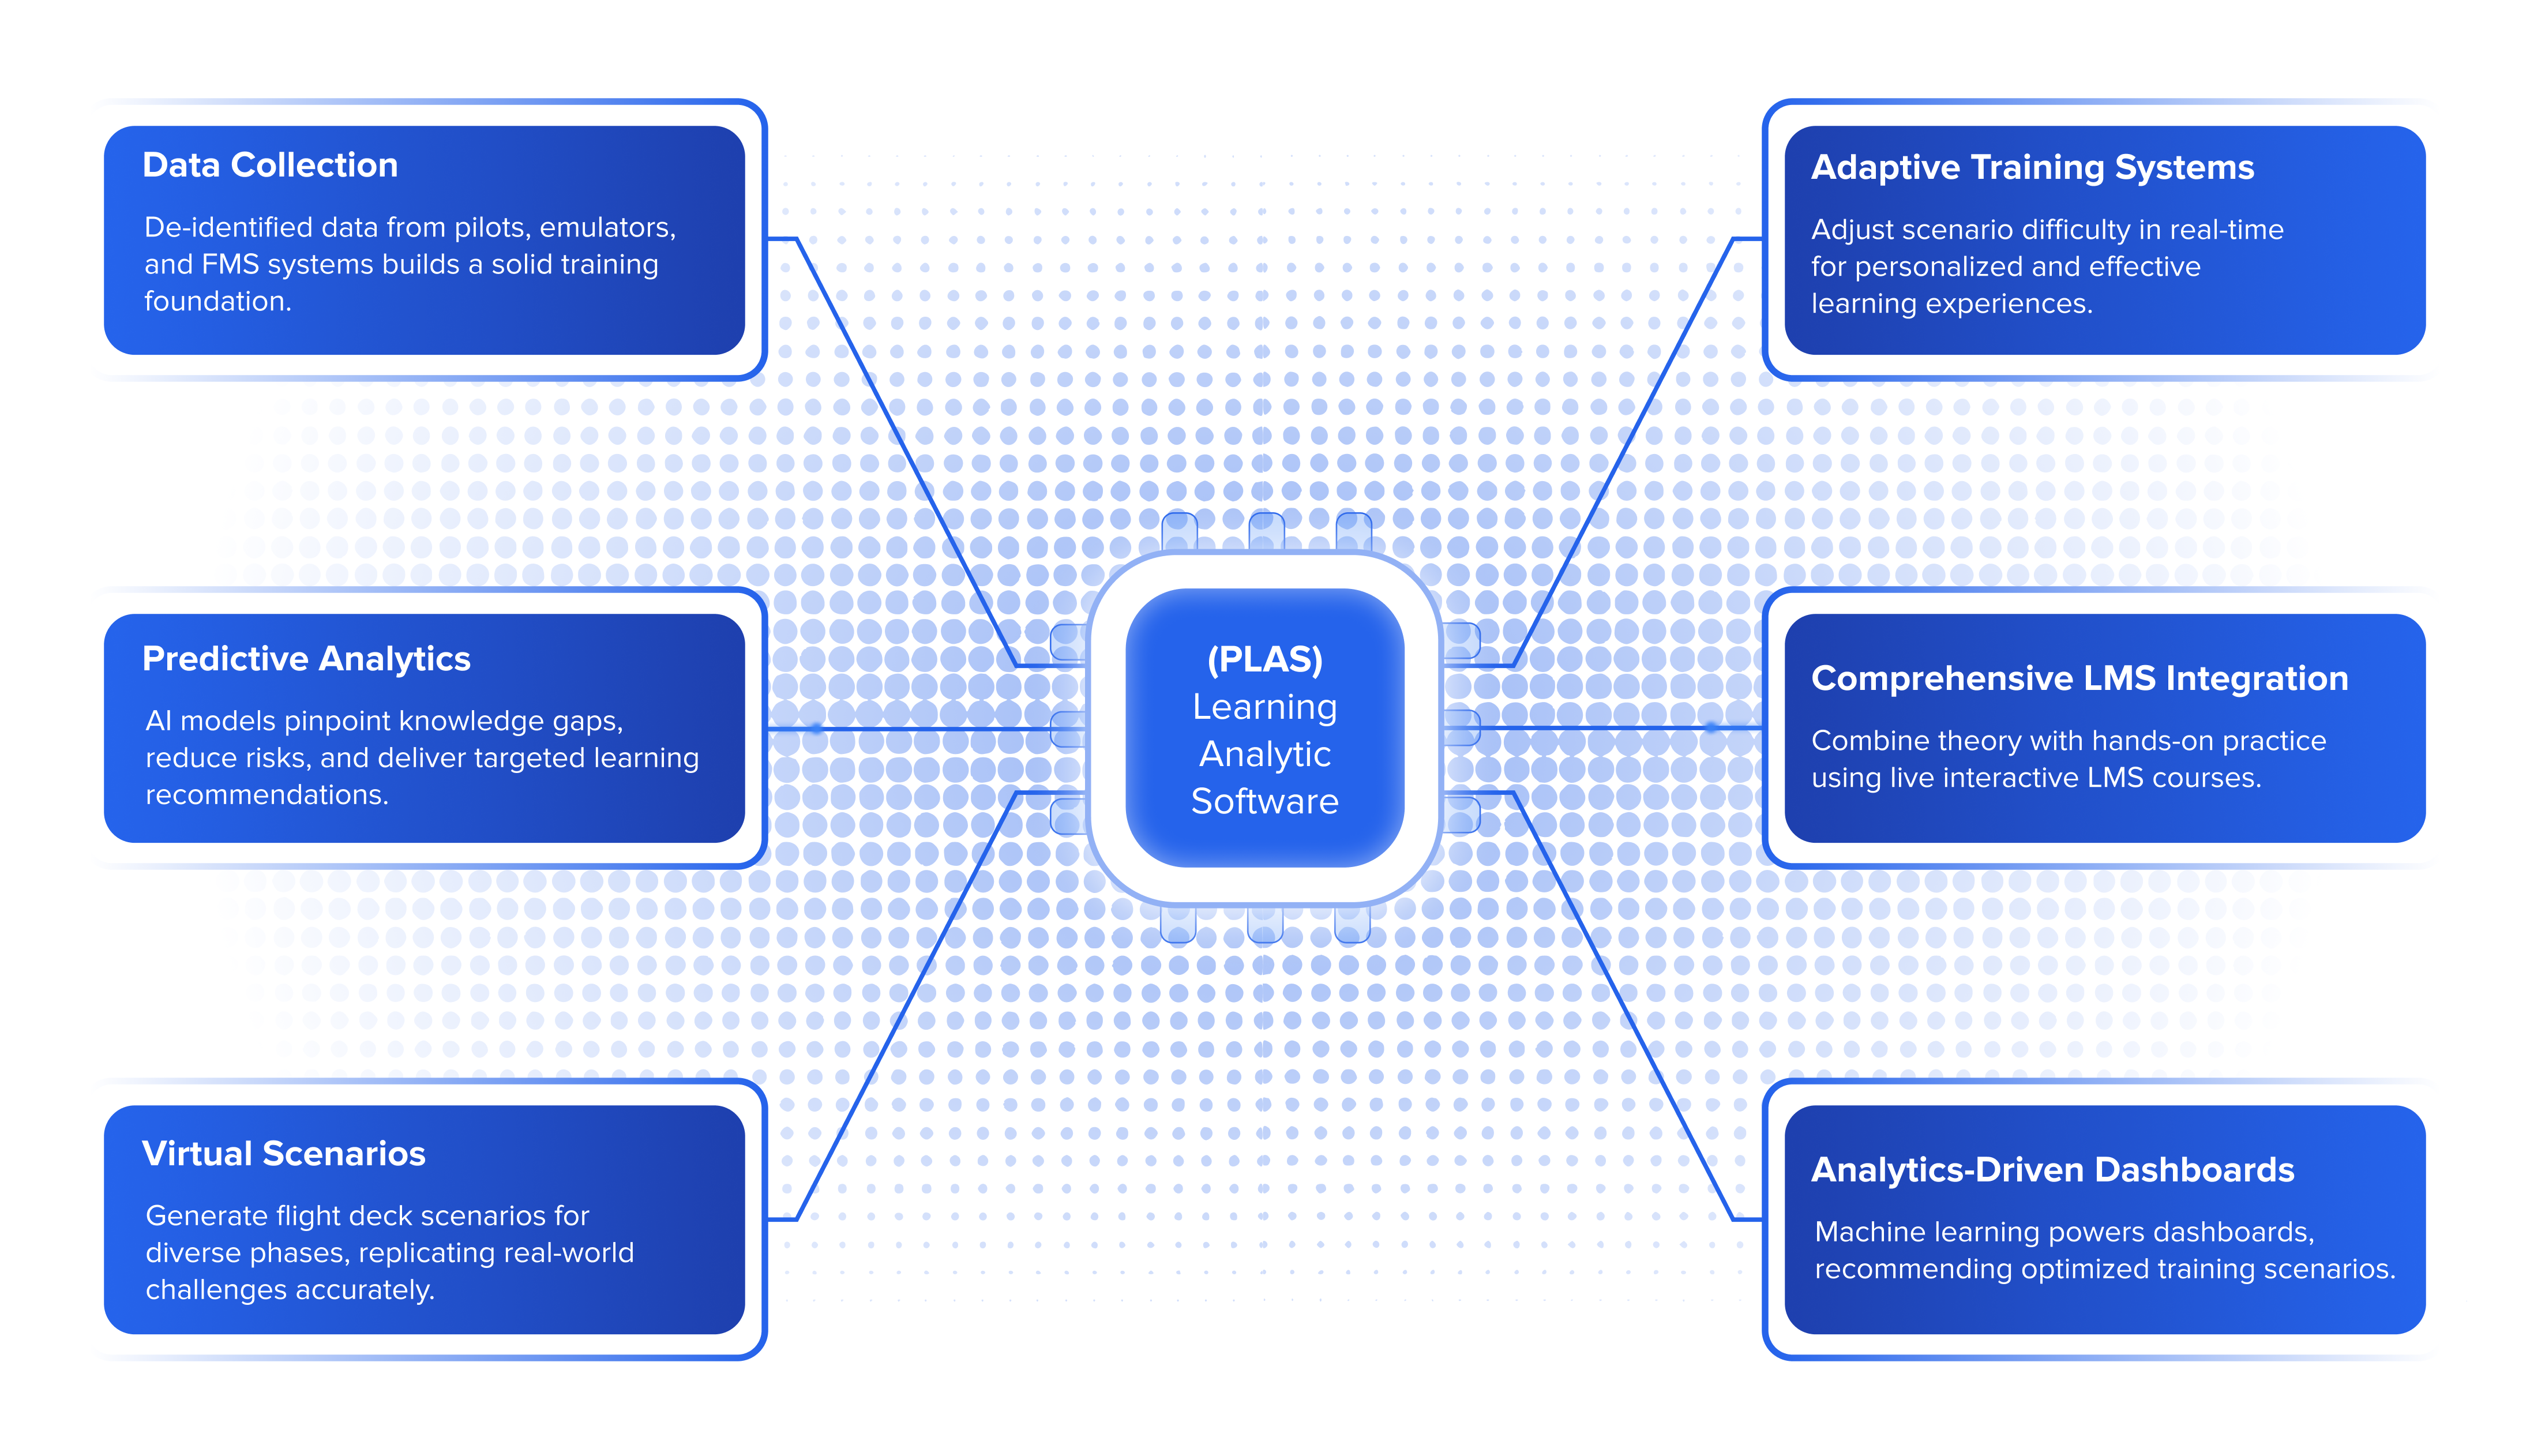 Data Collection
De-identified data from pilots, emulators,
and FMS systems builds a solid training
foundation.
Predictive Analytics
AI models pinpoint knowledge gaps,
reduce risks, and deliver targeted learning
recommendations.
Virtual Scenarios
Generate flight deck scenarios for
diverse phases, replicating real-world
challenges accurately.
(PLAS)
Learning
Analytic
Software
Adaptive Training Systems
Adjust scenario difficulty in real-time
for personalized and effective
learning experiences.
Comprehensive LMS Integration
Combine theory with hands-on practice
using live interactive LMS courses.
Analytics-Driven Dashboards
Machine learning powers dashboards,
recommending optimized training scenarios.